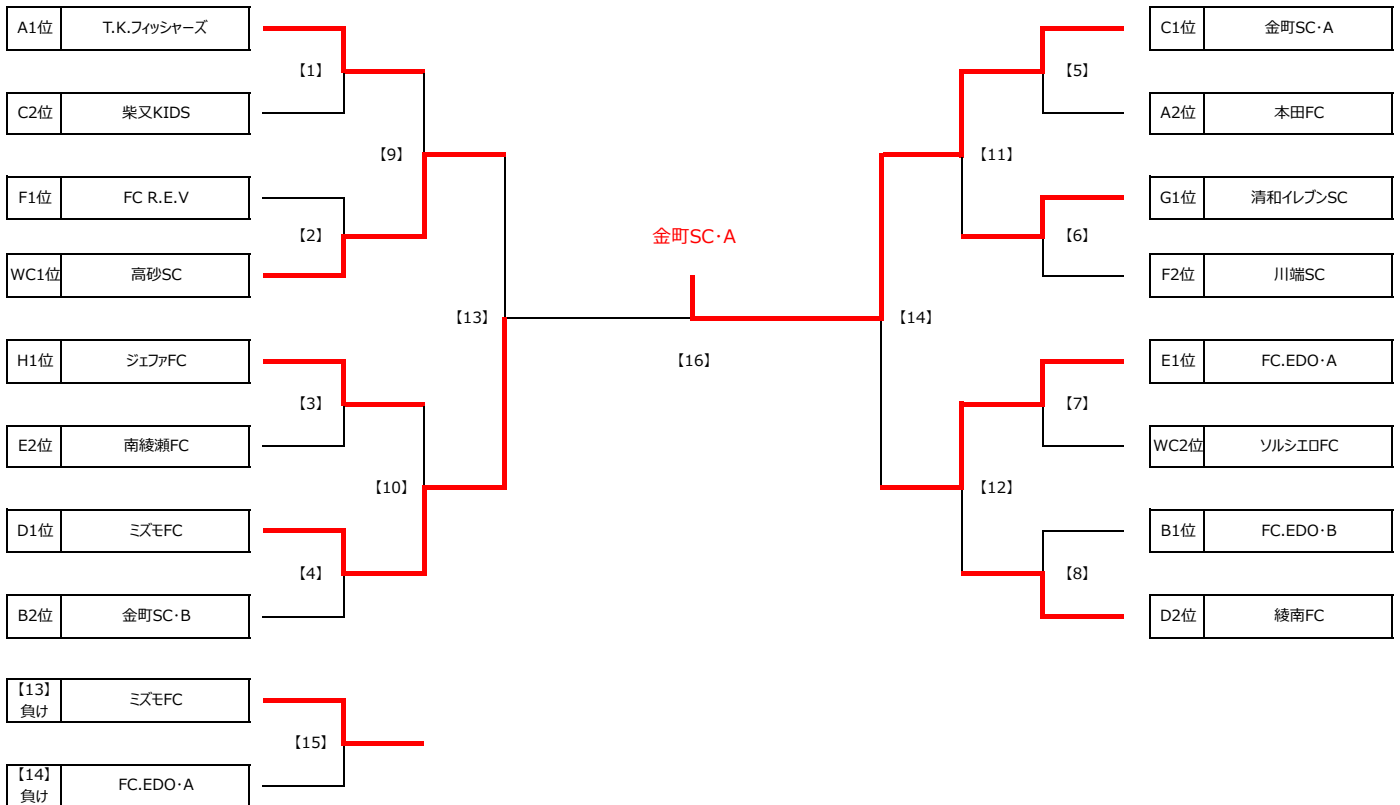 A1位 T.K.フィッシャーズ
【1】
C2位 柴又KIDS
【9】
F1位 FC R.E.V
【2】
WC1位 高砂SC
【13】
H1位 ジェファFC
【3】
E2位 南綾瀬FC
【10】
D1位 ミズモFC
【4】
B2位 金町SC・B
金町SC・A
【16】
C1位 金町SC・A
【5】
A2位 本田FC
【11】
G1位 清和イレブンSC
【6】
F2位 川端SC
【14】
E1位 FC.EDO・A
【7】
WC2位 ソルシエロFC
【12】
B1位 FC.EDO・B
【8】
D2位 綾南FC
【13】
負け
ミズモFC
【15】
【14】
負け
FC.EDO・A